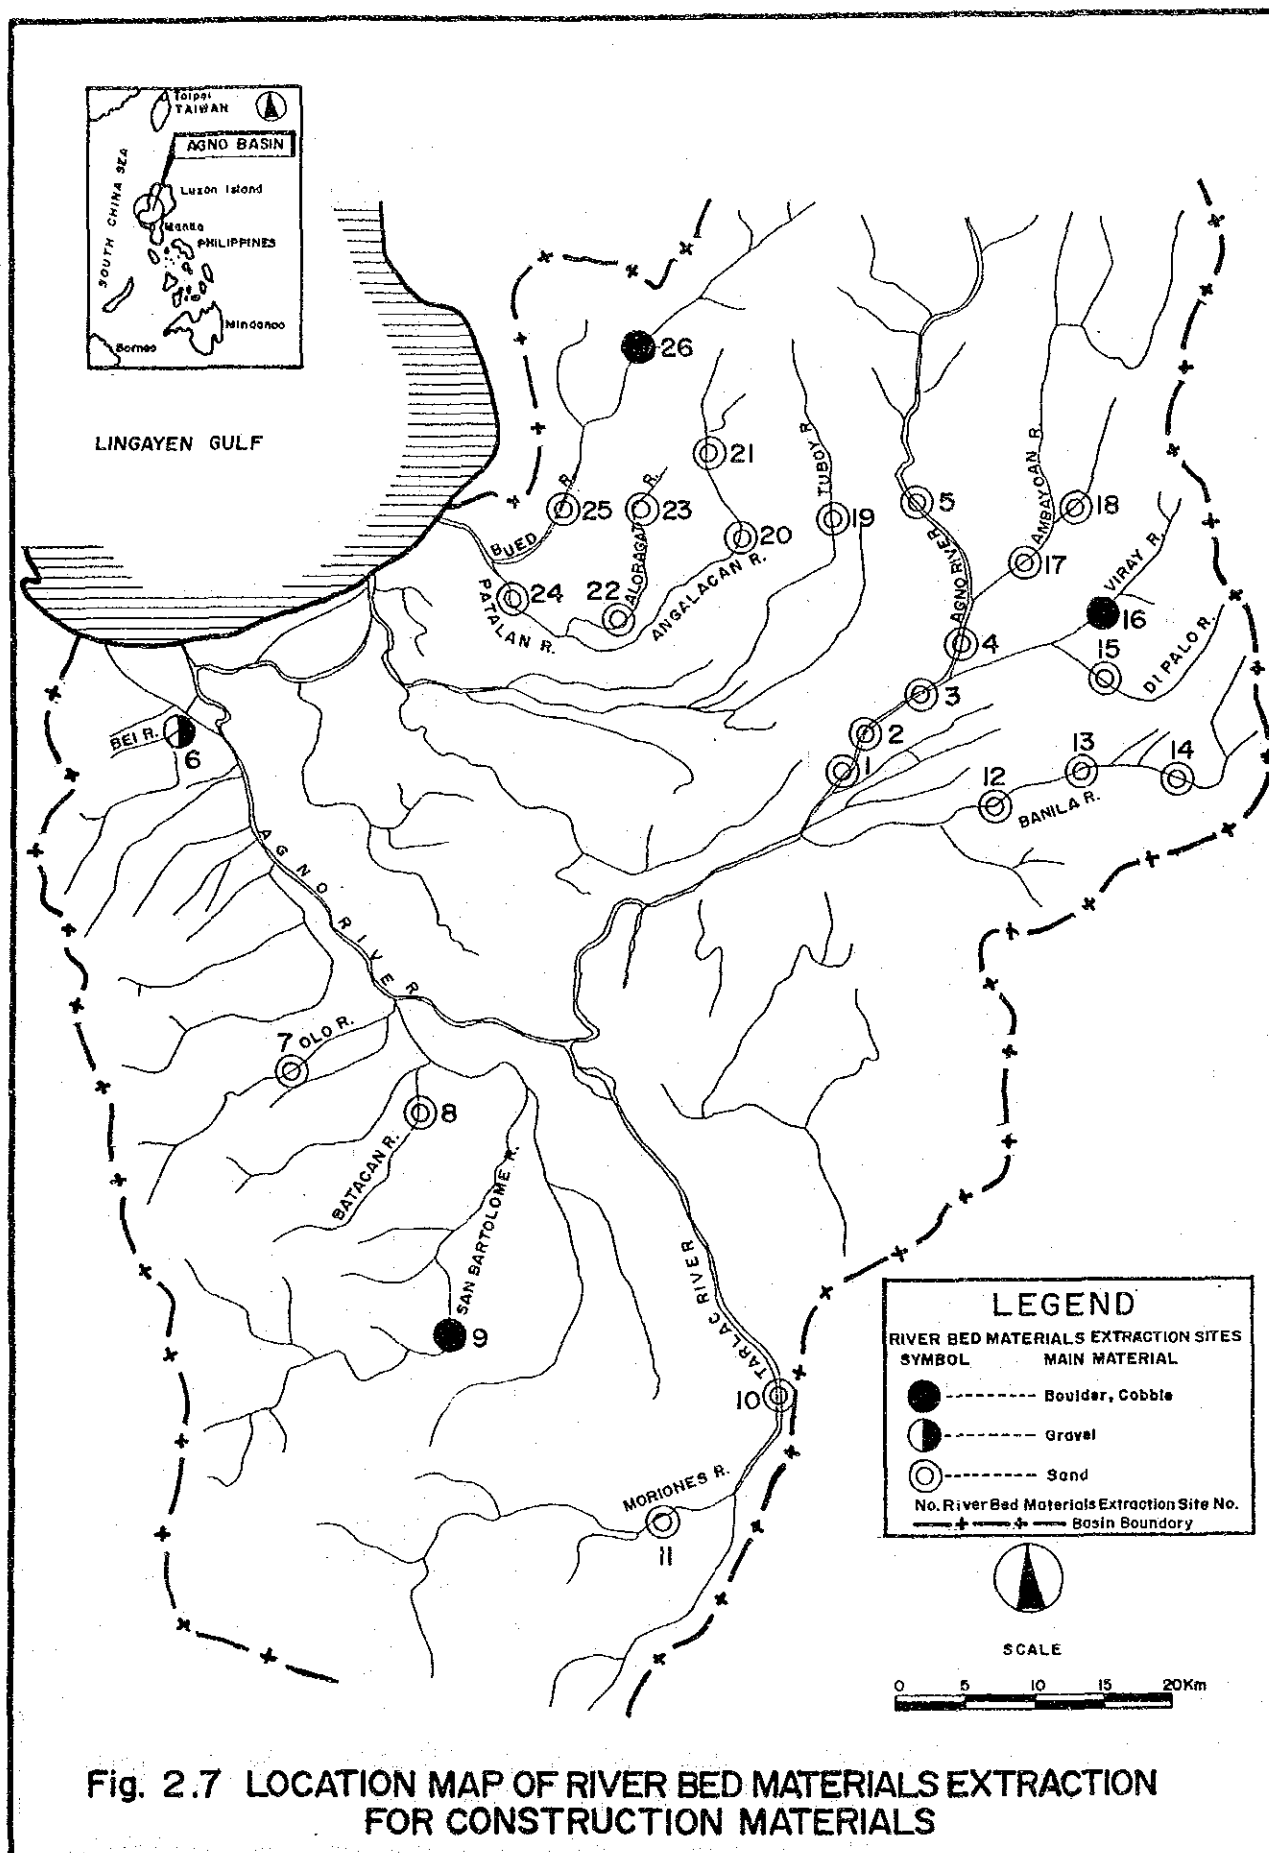 Taipei
TAIWAN
AGNO BASIN
SOUTH CHINA SEA
Luzon Island
Manila
PHILIPPINES
Mindanao
Borneo
LINGAYEN GULF
26
21
TUBOY R.
25
R.
23
R.
19
5
AMBAYOAN R.
18
BUED
20
AGNO RIVER
17
VIRAY R.
24
22
ALORAGAT
ANGALACAN R.
PATALAN R.
4
16
15
DIPALO R.
3
BEI R.
6
2
1
13
14
12
BANILA R.
AGNO RIVER
7
OLO R.
8
BATACAN R.
SAN BARTOLOME R.
9
TARLAC RIVER
10
MORIONES R.
11
LEGEND
RIVER BED MATERIALS EXTRACTION SITES
SYMBOL MAIN MATERIAL
Boulder, Cobble
Gravel
Sand
No. River Bed Materials Extraction Site No.
Basin Boundary
SCALE
0 5 10 15 20Km
Fig. 2.7 LOCATION MAP OF RIVER BED MATERIALS EXTRACTION
FOR CONSTRUCTION MATERIALS